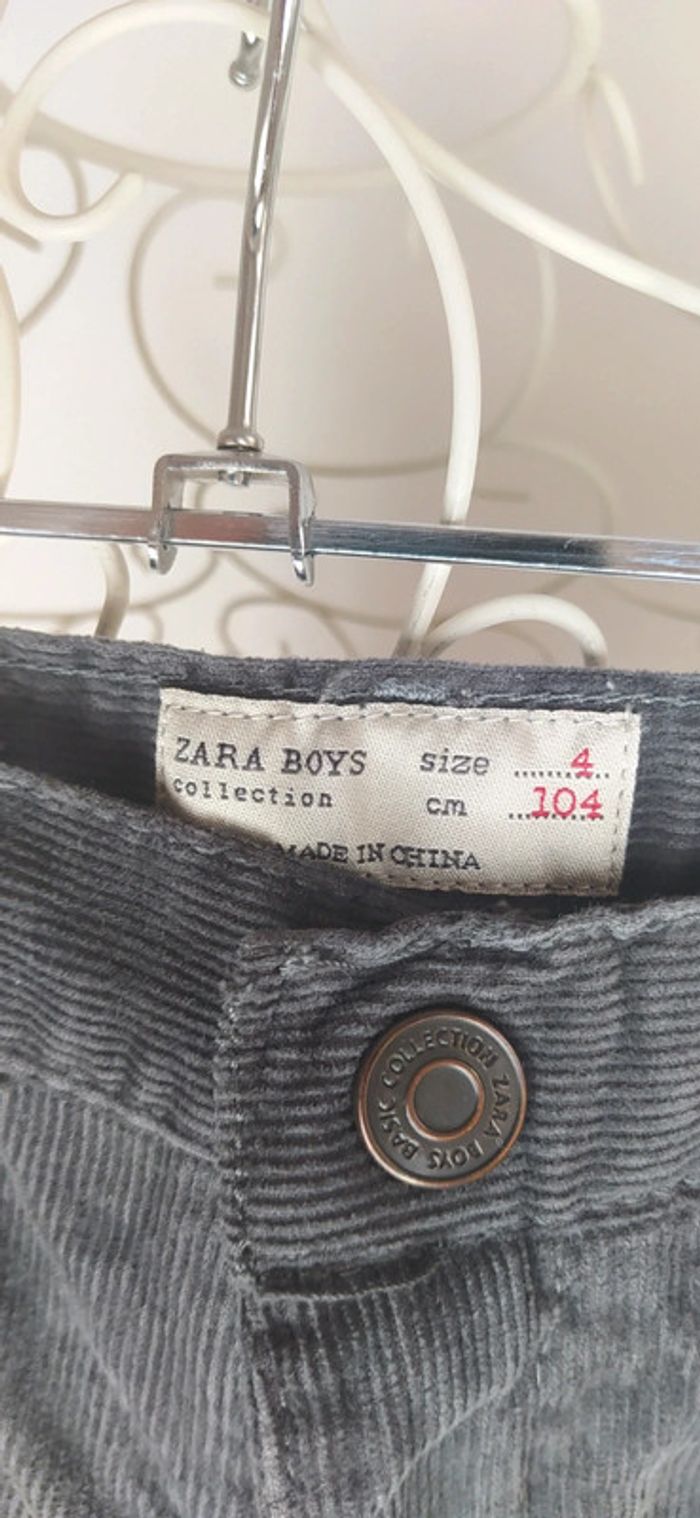 ZARA BOYS size 4
collection cm 104
MADE IN CHINA
BASIC COLLECTION ZARA BOYS